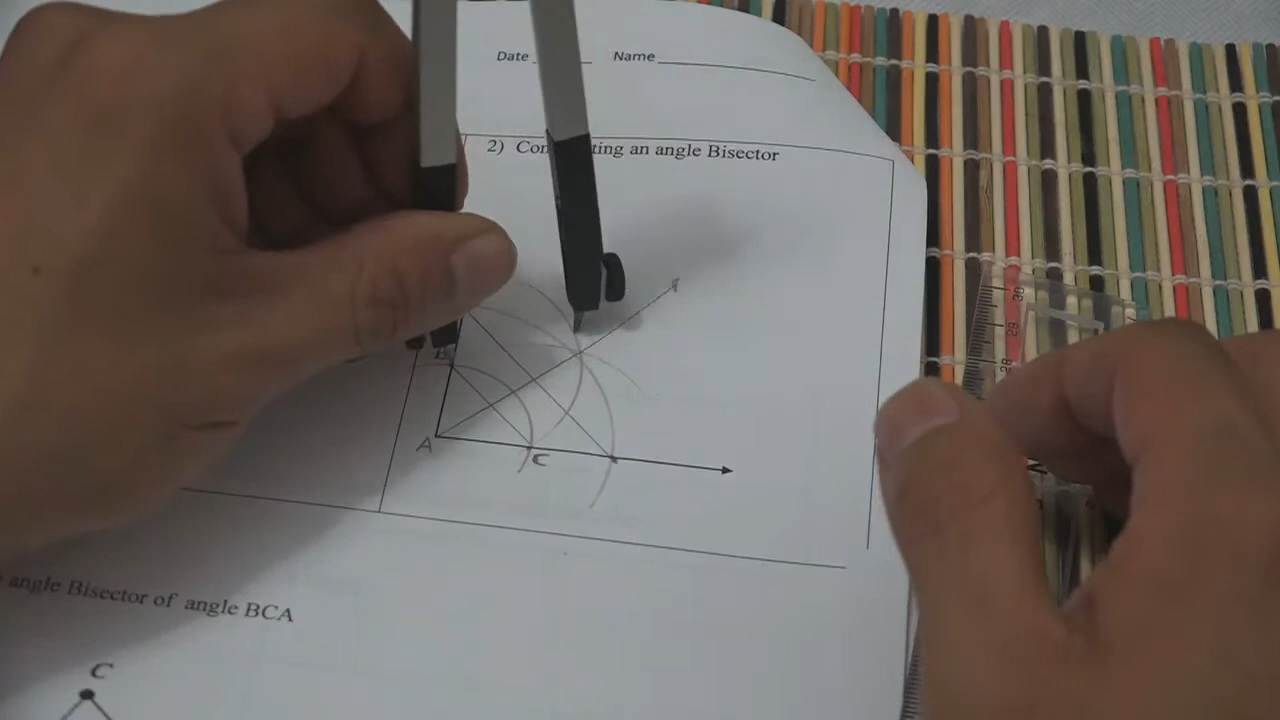 Date Name
2) Con ting an angle Bisector
30
29
28
A
C
angle Bisector of angle BCA
C